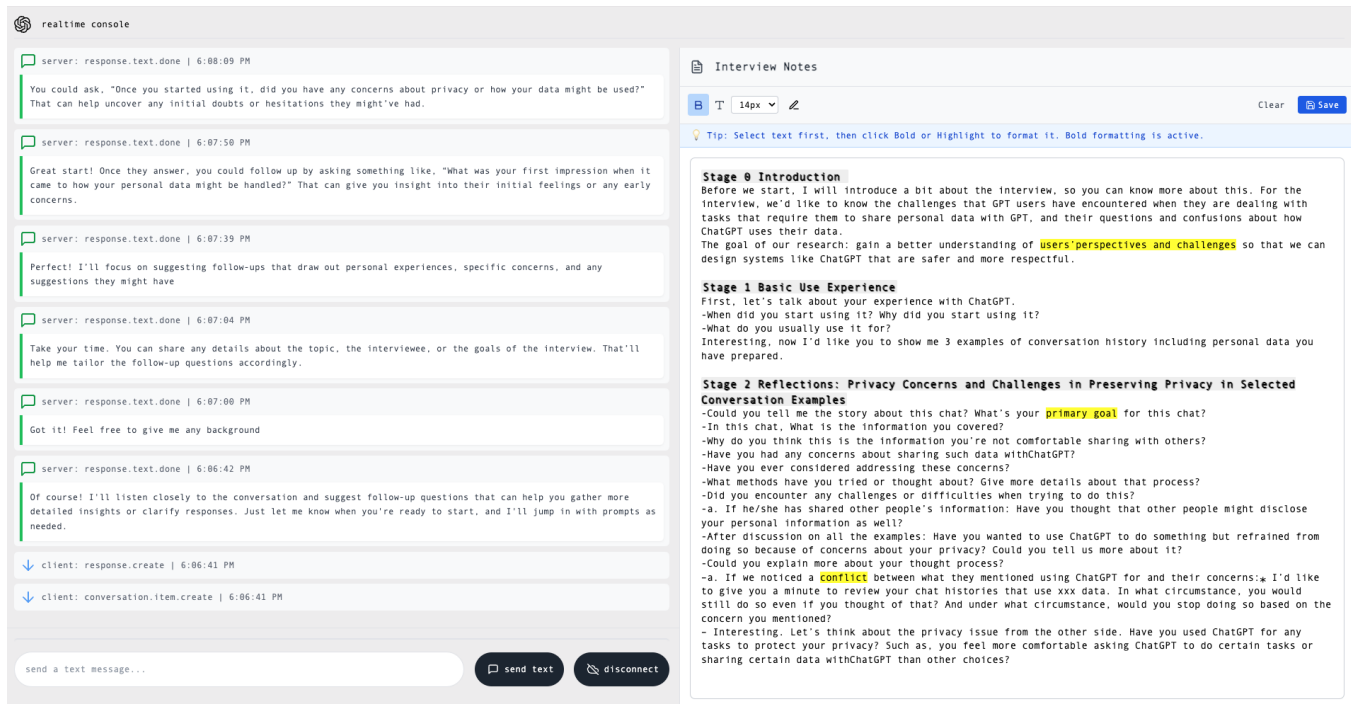 realtime console
server: response.text.done | 6:08:09 PM
You could ask, “Once you started using it, did you have any concerns about privacy or how your data might be used?”
That can help uncover any initial doubts or hesitations they might’ve had.
server: response.text.done | 6:07:50 PM
Great start! Once they answer, you could follow up by asking something like, “What was your first impression when it
came to how your personal data might be handled?” That can give you insight into their initial feelings or any early
concerns.
server: response.text.done | 6:07:39 PM
Perfect! I’ll focus on suggesting follow-ups that draw out personal experiences, specific concerns, and any
suggestions they might have
server: response.text.done | 6:07:04 PM
Take your time. You can share any details about the topic, the interviewee, or the goals of the interview. That’ll
help me tailor the follow-up questions accordingly.
server: response.text.done | 6:07:00 PM
Got it! Feel free to give me any background
server: response.text.done | 6:06:42 PM
Of course! I’ll listen closely to the conversation and suggest follow-up questions that can help you gather more
detailed insights or clarify responses. Just let me know when you're ready to start, and I’ll jump in with prompts as
needed.
client: response.create | 6:06:41 PM
client: conversation.item.create | 6:06:41 PM
send a text message...
send text
disconnect
Interview Notes
B T 14px Clear Save
Tip: Select text first, then click Bold or Highlight to format it. Bold formatting is active.
Stage 0 Introduction
Before we start, I will introduce a bit about the interview, so you can know more about this. For the
interview, we’d like to know the challenges that GPT users have encountered when they are dealing with
tasks that require them to share personal data with GPT, and their questions and confusions about how
ChatGPT uses their data.
The goal of our research: gain a better understanding of users’perspectives and challenges so that we can
design systems like ChatGPT that are safer and more respectful.
Stage 1 Basic Use Experience
First, let’s talk about your experience with ChatGPT.
-When did you start using it? Why did you start using it?
-What do you usually use it for?
Interesting, now I’d like you to show me 3 examples of conversation history including personal data you
have prepared.
Stage 2 Reflections: Privacy Concerns and Challenges in Preserving Privacy in Selected
Conversation Examples
-Could you tell me the story about this chat? What’s your primary goal for this chat?
-In this chat, What is the information you covered?
-Why do you think this is the information you’re not comfortable sharing with others?
-Have you had any concerns about sharing such data withChatGPT?
-Have you ever considered addressing these concerns?
-What methods have you tried or thought about? Give more details about that process?
-Did you encounter any challenges or difficulties when trying to do this?
-a. If he/she has shared other people’s information: Have you thought that other people might disclose
your personal information as well?
-After discussion on all the examples: Have you wanted to use ChatGPT to do something but refrained from
doing so because of concerns about your privacy? Could you tell us more about it?
-Could you explain more about your thought process?
–a. If we noticed a conflict between what they mentioned using ChatGPT for and their concerns:⁎ I’d like
to give you a minute to review your chat histories that use xxx data. In what circumstance, you would
still do so even if you thought of that? And under what circumstance, would you stop doing so based on the
concern you mentioned?
– Interesting. Let’s think about the privacy issue from the other side. Have you used ChatGPT for any
tasks to protect your privacy? Such as, you feel more comfortable asking ChatGPT to do certain tasks or
sharing certain data withChatGPT than other choices?